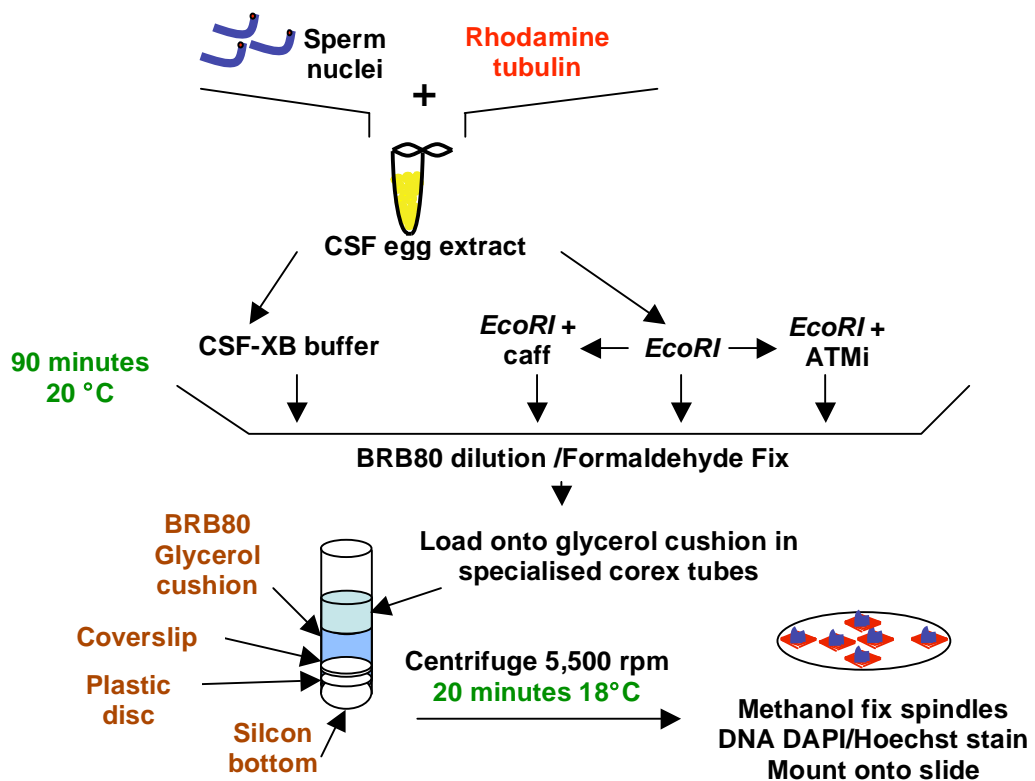 Sperm
nuclei
+
Rhodamine
tubulin
CSF egg extract
CSF-XB buffer
EcoRI +
caff
EcoRI
EcoRI +
ATMi
90 minutes
20 °C
BRB80 dilution /Formaldehyde Fix
Load onto glycerol cushion in
specialised corex tubes
BRB80
Glycerol
cushion
Coverslip
Plastic
disc
Silcon
bottom
Centrifuge 5,500 rpm
20 minutes 18°C
Methanol fix spindles
DNA DAPI/Hoechst stain
Mount onto slide